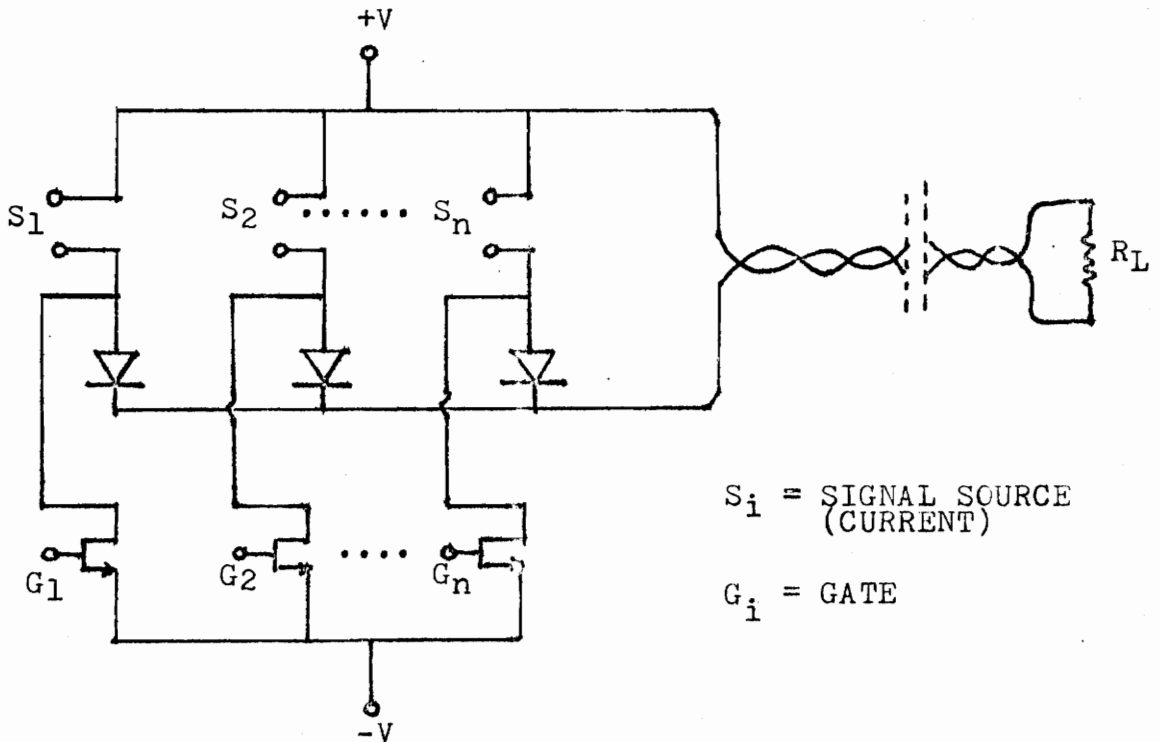 +V
S1
S2
Sn
RL
G1
G2
Gn
Si = SIGNAL SOURCE
(CURRENT)
Gi = GATE
-V